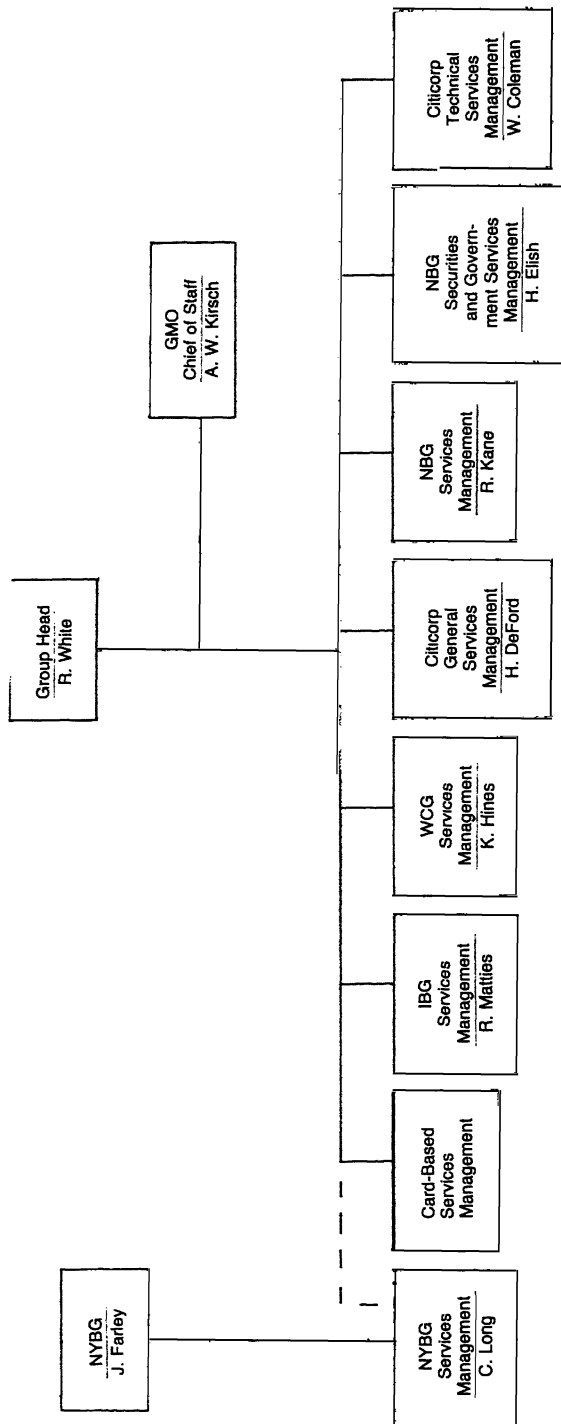 Group Head
R. White
GMO
Chief of Staff
A. W. Kirsch
NYBG
J. Farley
NYBG
Services
Management
C. Long
Card-Based
Services
Management
IBG
Services
Management
R. Matties
WCG
Services
Management
K. Hines
Citicorp
General
Services
Management
H. DeFord
NBG
Services
Management
R. Kane
NBG
Securities
and Govern-
ment Services
Management
H. Elish
Citicorp
Technical
Services
Management
W. Coleman